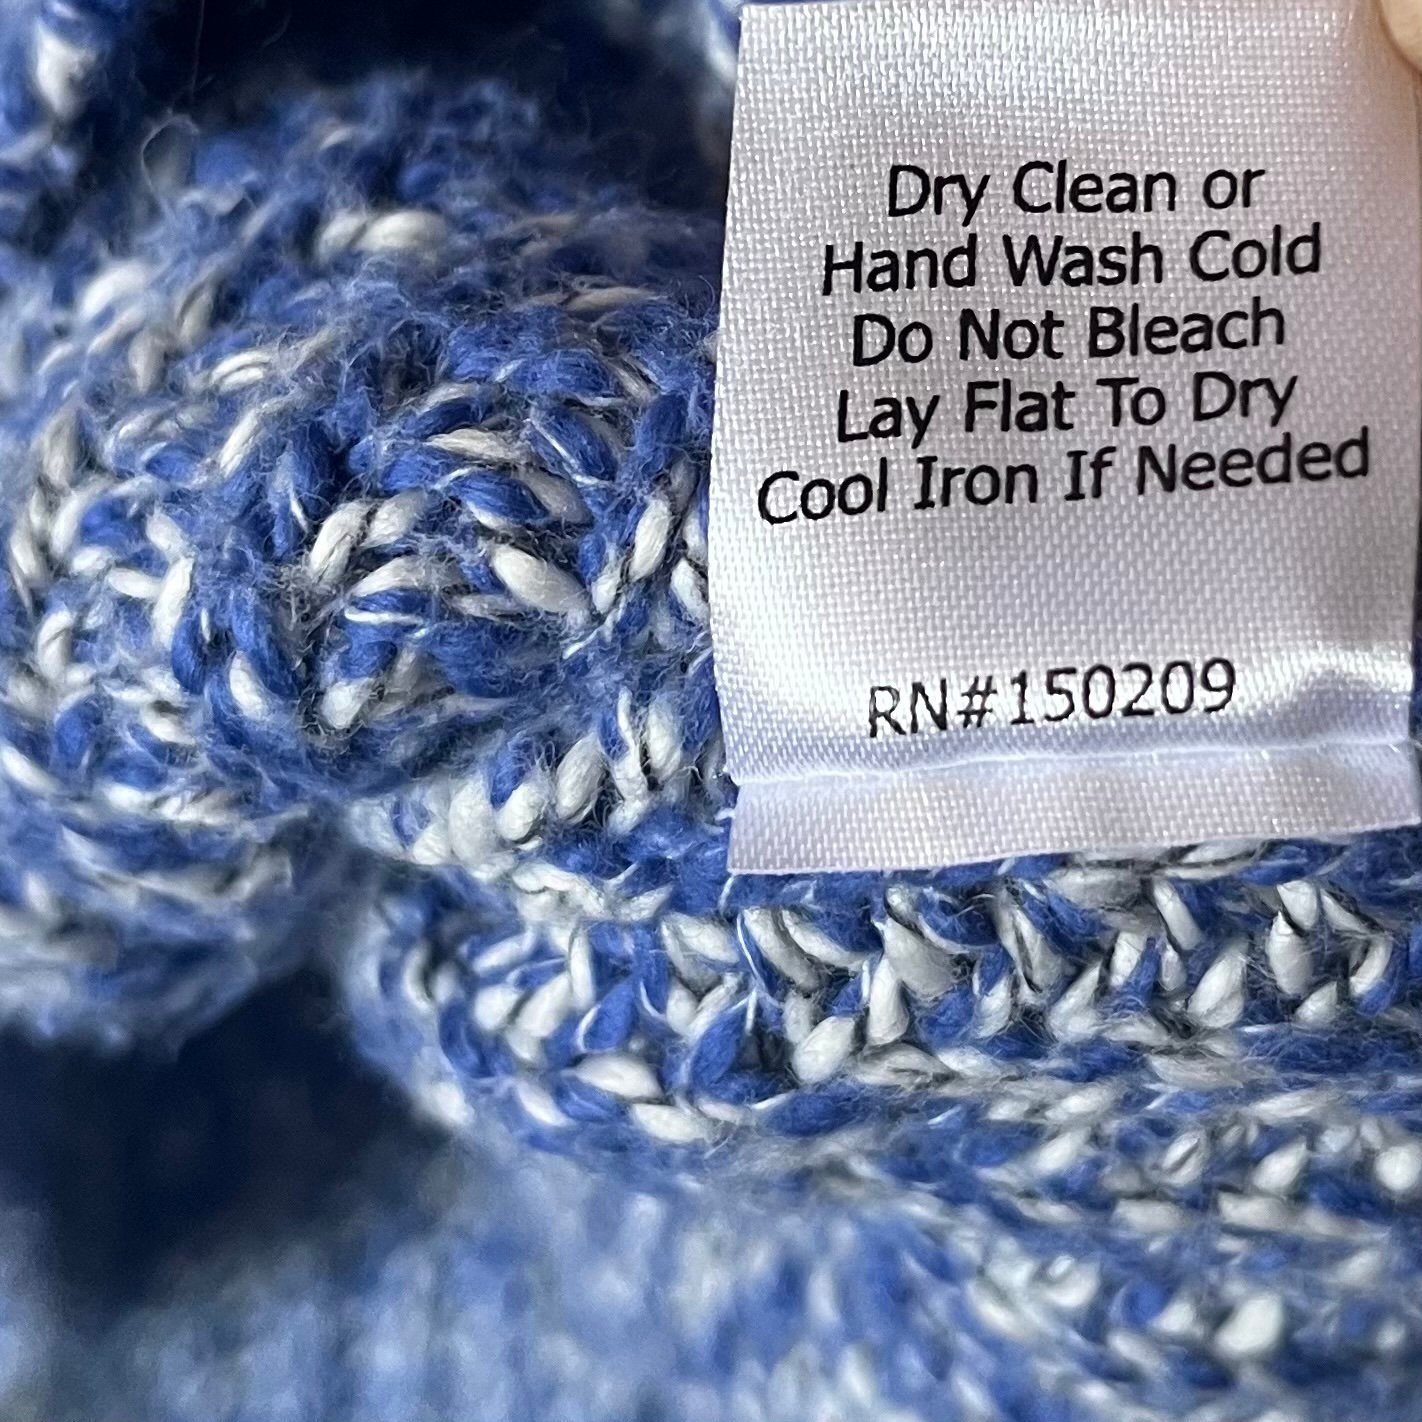 Dry Clean or
Hand Wash Cold
Do Not Bleach
Lay Flat To Dry
Cool Iron If Needed
RN#150209